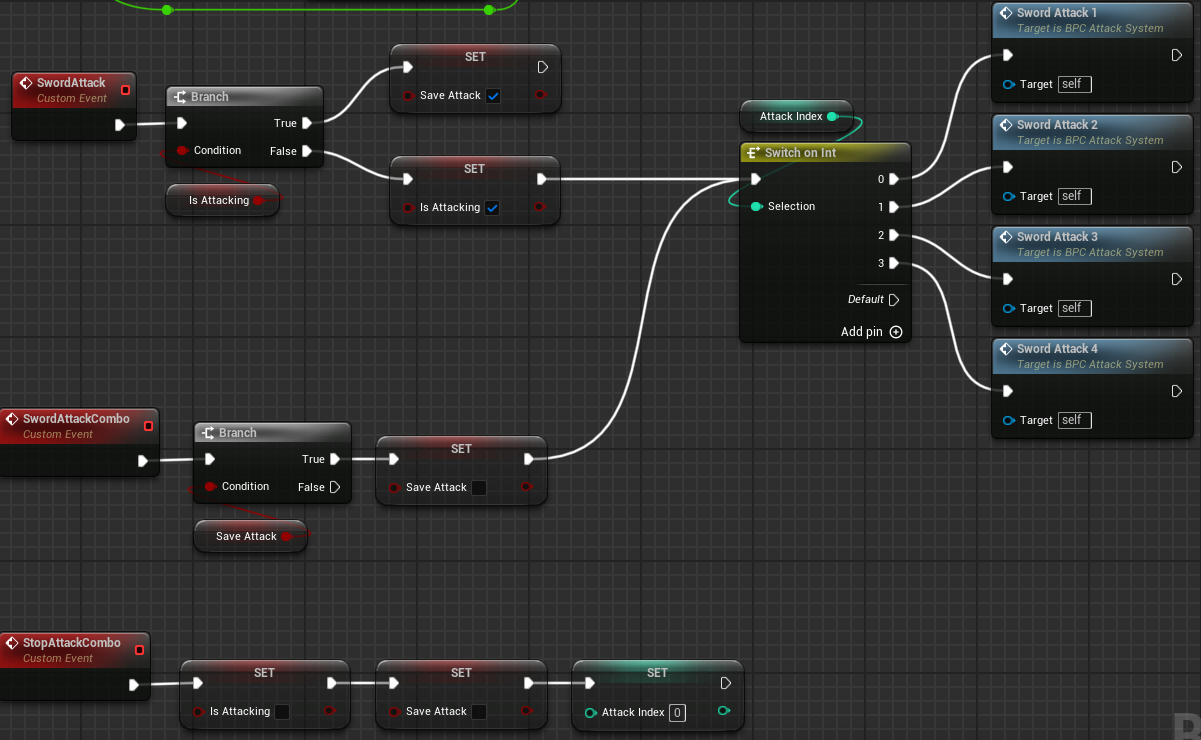 SwordAttack
Custom Event
Branch
True
Condition
False
Is Attacking
SET
Save Attack
SET
Is Attacking
Attack Index
Switch on Int
0
Selection
1
2
3
Default
Add pin
Sword Attack 1
Target is BPC Attack System
Target self
Sword Attack 2
Target is BPC Attack System
Target self
Sword Attack 3
Target is BPC Attack System
Target self
Sword Attack 4
Target is BPC Attack System
Target self
SwordAttackCombo
Custom Event
Branch
True
Condition
False
Save Attack
SET
Save Attack
StopAttackCombo
Custom Event
SET
Is Attacking
SET
Save Attack
SET
Attack Index 0